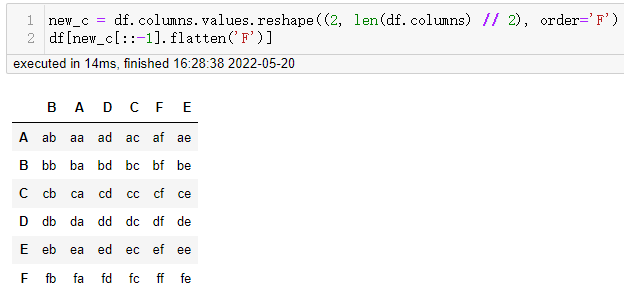 1 new_c = df.columns.values.reshape((2, len(df.columns) // 2), order='F')
2 df[new_c[::-1].flatten('F')]
executed in 14ms, finished 16:28:38 2022-05-20
B A D C F E
A ab aa ad ac af ae
B bb ba bd bc bf be
C cb ca cd cc cf ce
D db da dd dc df de
E eb ea ed ec ef ee
F fb fa fd fc ff fe